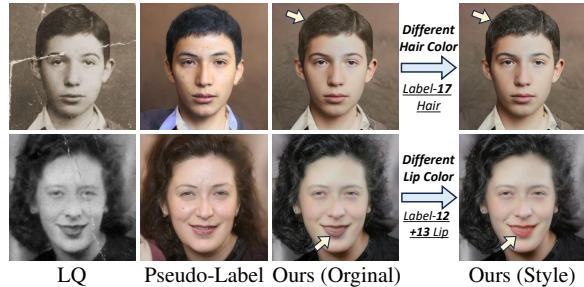 Different
Hair Color
Label-17
Hair
Different
Lip Color
Label-12
+13 Lip
LQ
Pseudo-Label
Ours (Orginal)
Ours (Style)